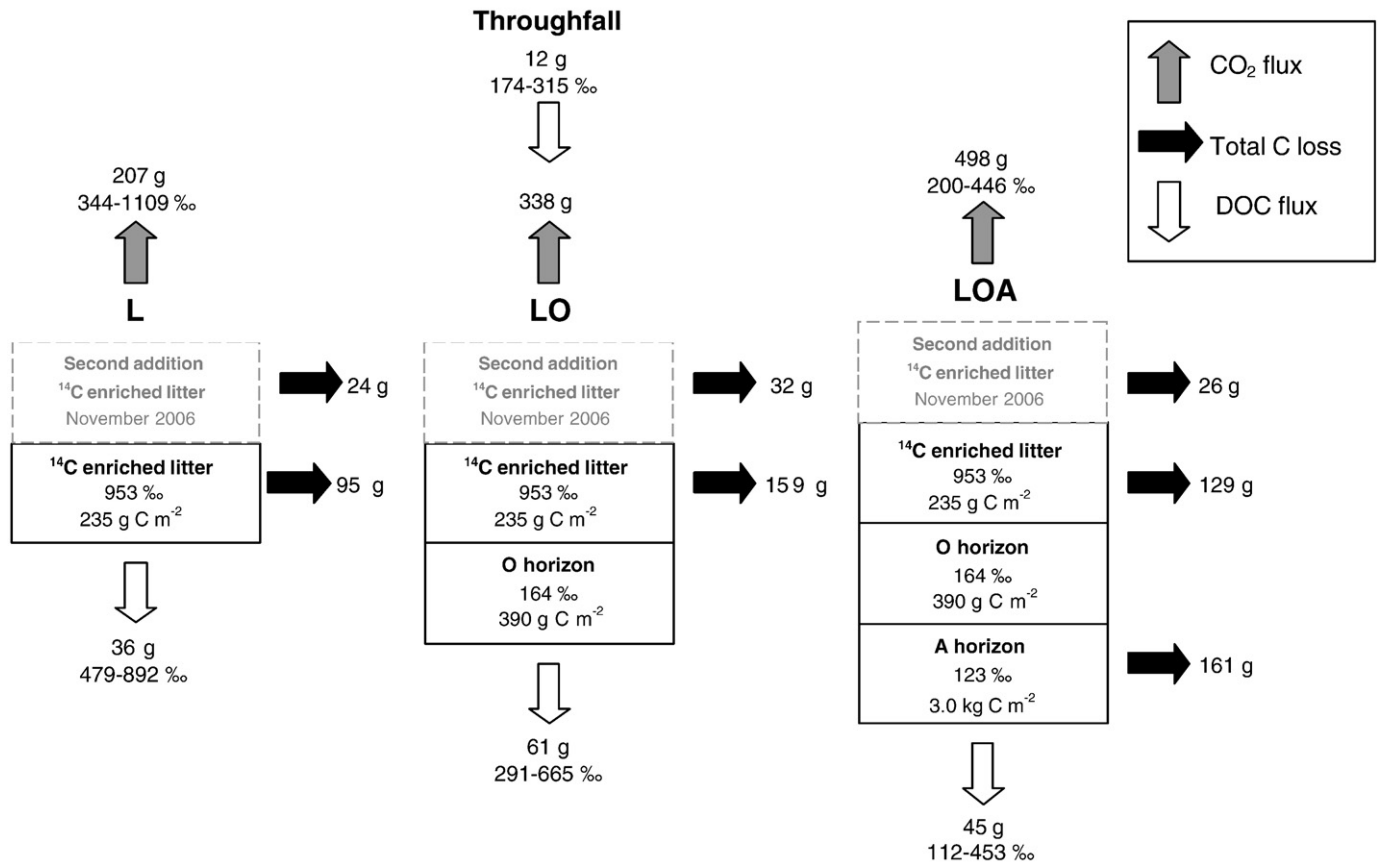 Throughfall
12 g
174-315 ‰
CO₂ flux
Total C loss
DOC flux
207 g
344-1109 ‰
L
Second addition
¹⁴C enriched litter
November 2006
24 g
¹⁴C enriched litter
953 ‰
235 g C m⁻²
95 g
36 g
479-892 ‰
338 g
LO
Second addition
¹⁴C enriched litter
November 2006
32 g
¹⁴C enriched litter
953 ‰
235 g C m⁻²
159 g
O horizon
164 ‰
390 g C m⁻²
61 g
291-665 ‰
498 g
200-446 ‰
LOA
Second addition
¹⁴C enriched litter
November 2006
26 g
¹⁴C enriched litter
953 ‰
235 g C m⁻²
129 g
O horizon
164 ‰
390 g C m⁻²
A horizon
123 ‰
3.0 kg C m⁻²
161 g
45 g
112-453 ‰